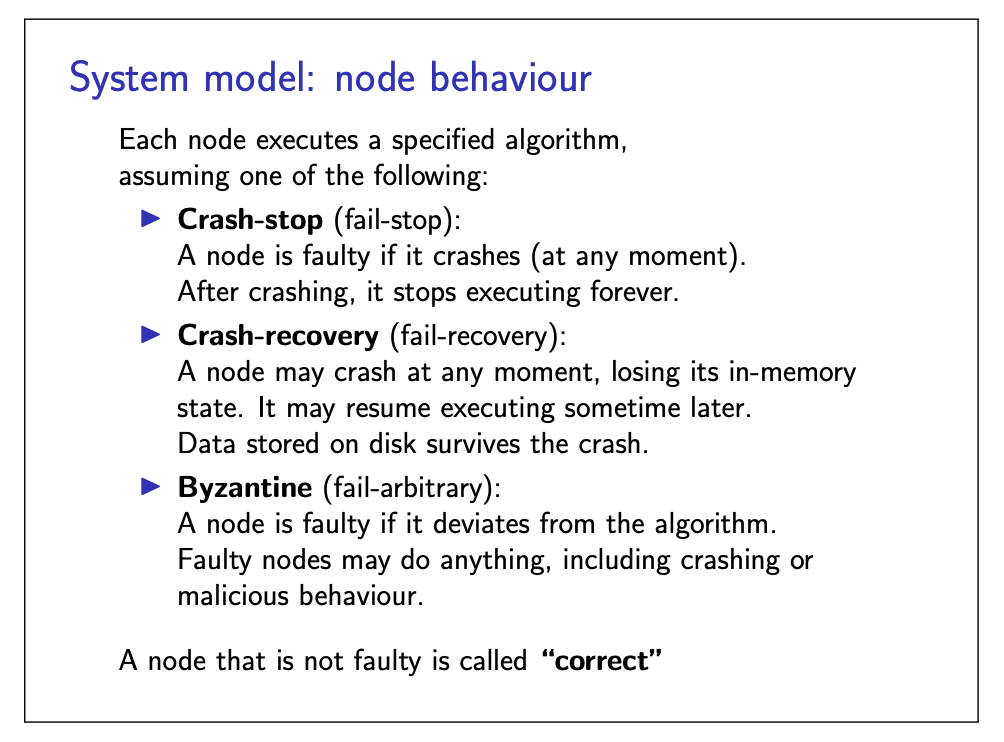 System model: node behaviour
Each node executes a specified algorithm,
assuming one of the following:
▶ Crash-stop (fail-stop):
A node is faulty if it crashes (at any moment).
After crashing, it stops executing forever.
▶ Crash-recovery (fail-recovery):
A node may crash at any moment, losing its in-memory
state. It may resume executing sometime later.
Data stored on disk survives the crash.
▶ Byzantine (fail-arbitrary):
A node is faulty if it deviates from the algorithm.
Faulty nodes may do anything, including crashing or
malicious behaviour.
A node that is not faulty is called “correct”